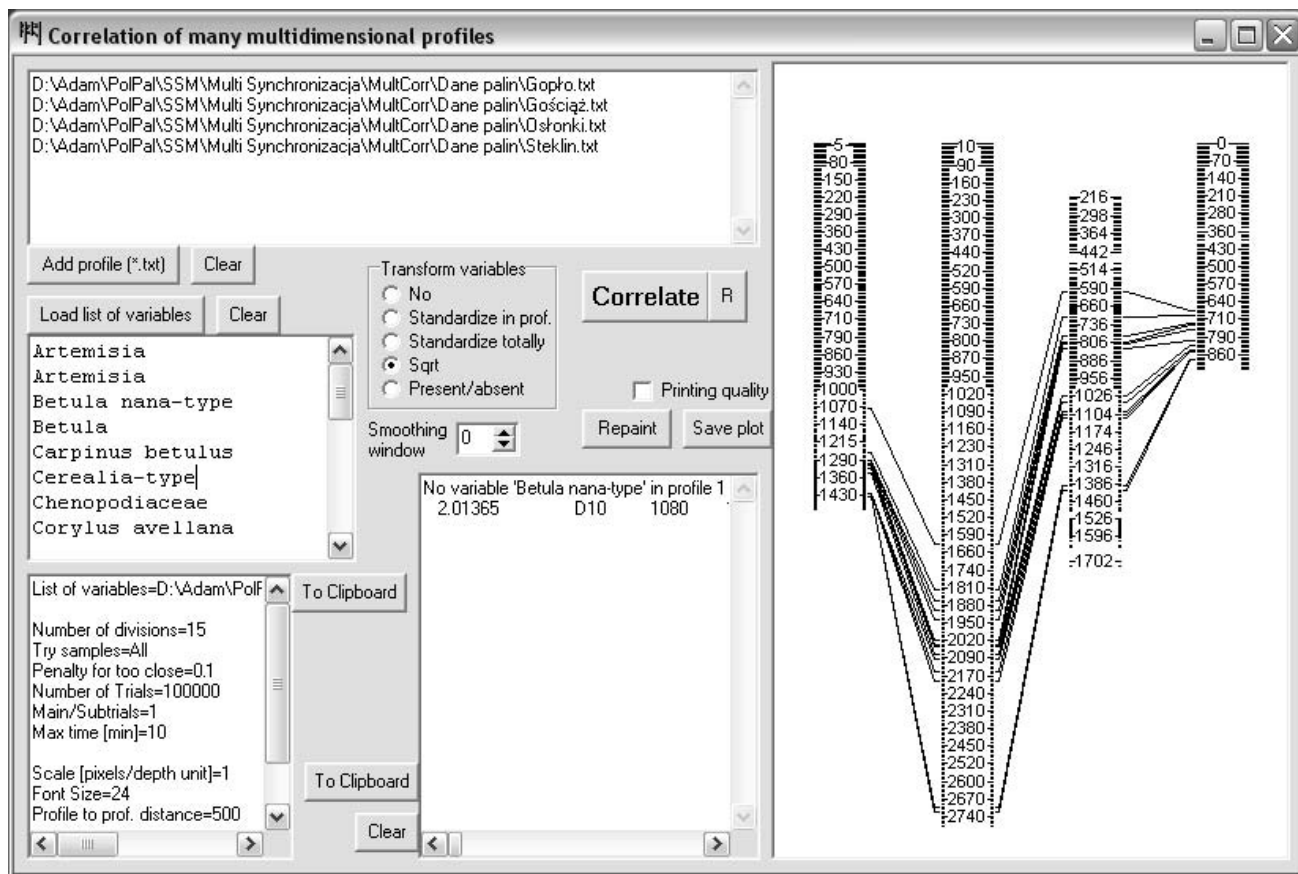 Correlation of many multidimensional profiles
D:\Adam\PolPal\SSM\Multi Synchronizacja\MultCorr\Dane palin\Gopło.txt
D:\Adam\PolPal\SSM\Multi Synchronizacja\MultCorr\Dane palin\Gościąż.txt
D:\Adam\PolPal\SSM\Multi Synchronizacja\MultCorr\Dane palin\Osłonki.txt
D:\Adam\PolPal\SSM\Multi Synchronizacja\MultCorr\Dane palin\Steklin.txt
Add profile (*.txt)
Clear
Load list of variables
Clear
Transform variables
No
Standardize in prof.
Standardize totally
Sqrt
Present/absent
Correlate
R
Printing quality
Smoothing window
0
Repaint
Save plot
Artemisia
Artemisia
Betula nana-type
Betula
Carpinus betulus
Cerealia-type
Chenopodiaceae
Corylus avellana
No variable 'Betula nana-type' in profile 1
2.01365 D10 1080
List of variables=D:\Adam\PolF
Number of divisions=15
Try samples=All
Penalty for too close=0.1
Number of Trials=100000
Main/Subtrials=1
Max time [min]=10
Scale [pixels/depth unit]=1
Font Size=24
Profile to prof. distance=500
To Clipboard
To Clipboard
Clear
5
80
150
220
290
360
430
500
570
640
710
790
860
930
1000
1070
1140
1215
1290
1360
1430
10
90
160
230
300
370
440
520
590
660
730
800
870
950
1020
1090
1160
1230
1310
1380
1450
1520
1590
1660
1740
1810
1880
1950
2020
2090
2170
2240
2310
2380
2450
2520
2600
2670
2740
216
298
364
442
514
590
660
736
806
886
956
1026
1104
1174
1246
1316
1386
1460
1526
1596
1702
0
70
140
210
280
360
430
500
570
640
710
790
860